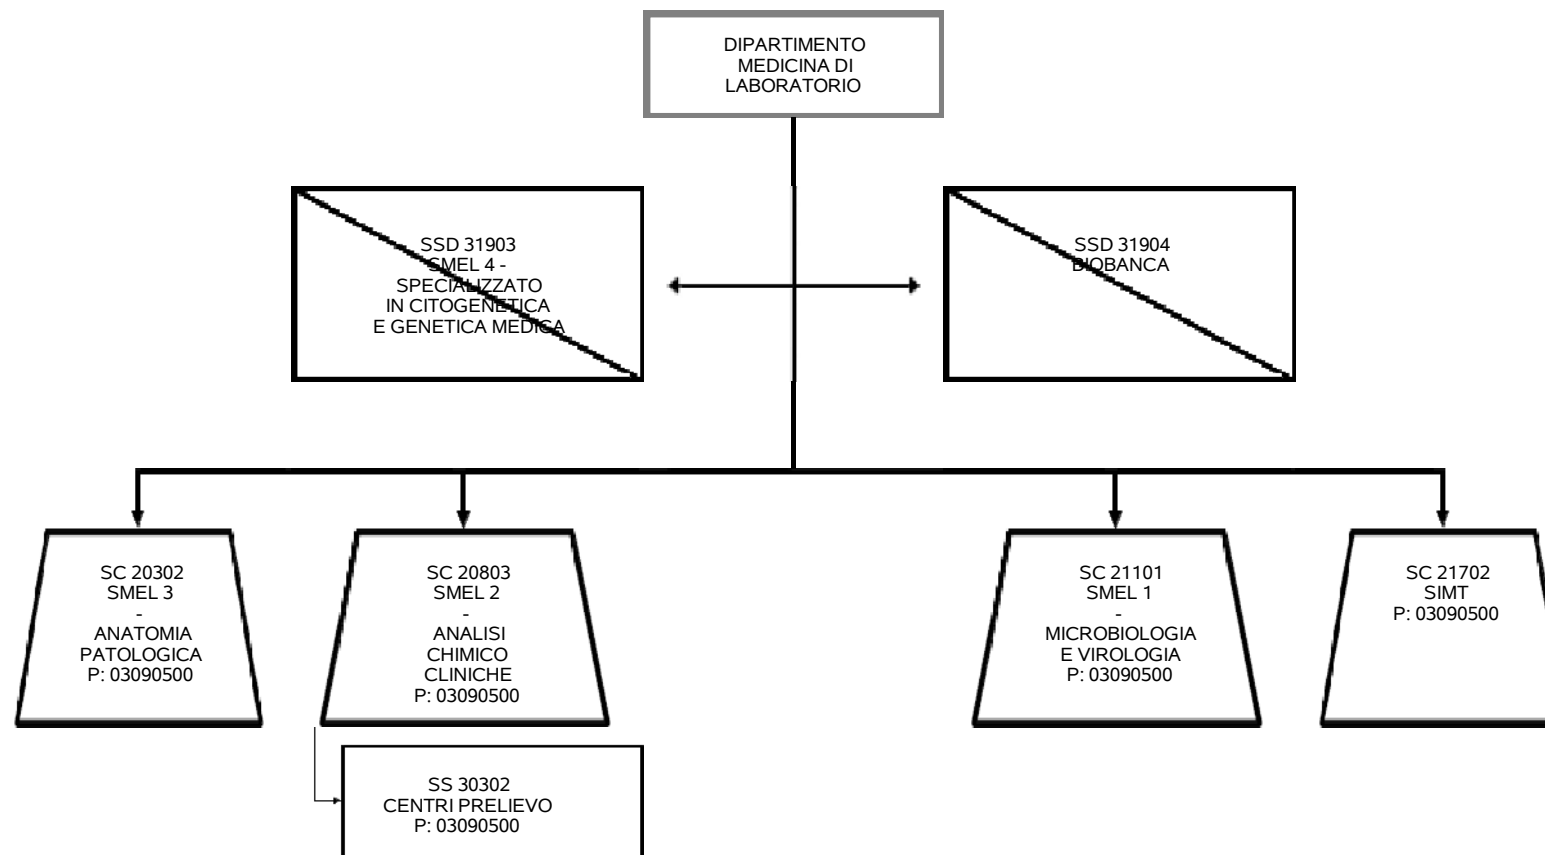 DIPARTIMENTO
MEDICINA DI
LABORATORIO
SSD 31903
SMEL 4 -
SPECIALIZZATO
IN CITOGENETICA
E GENETICA MEDICA
SSD 31904
BIOBANCA
SC 20302
SMEL 3
-
ANATOMIA
PATOLOGICA
P: 03090500
SC 20803
SMEL 2
-
ANALISI
CHIMICO
CLINICHE
P: 03090500
SC 21101
SMEL 1
-
MICROBIOLOGIA
E VIROLOGIA
P: 03090500
SC 21702
SIMT
P: 03090500
SS 30302
CENTRI PRELIEVO
P: 03090500